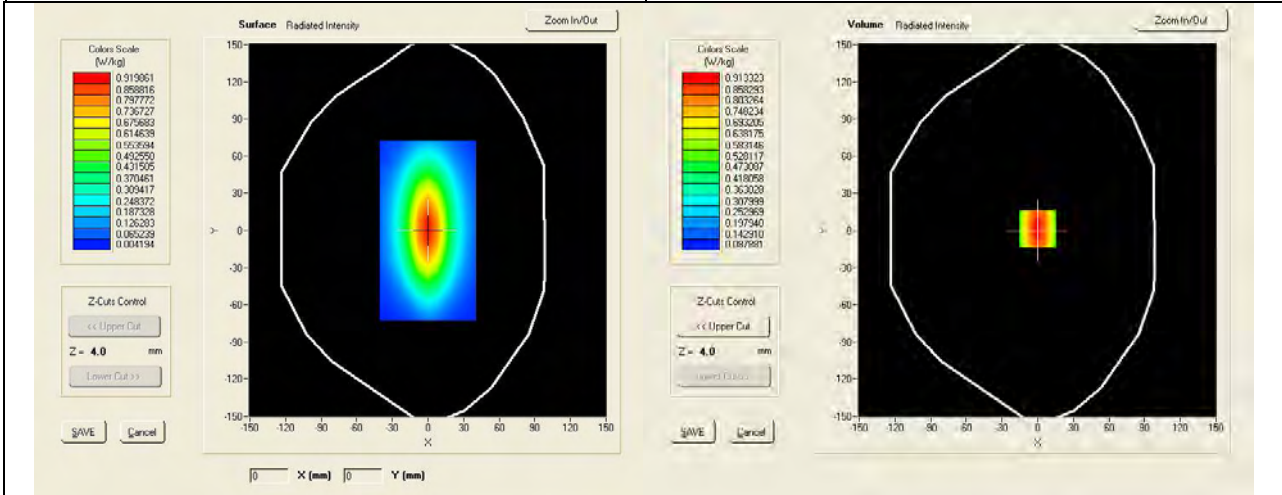 Surface Radiated Intensity
Zoom In/Out
Colors Scale
(W/kg)
0.919861
0.858816
0.797772
0.736727
0.675683
0.614639
0.553594
0.492550
0.431505
0.370461
0.309417
0.248372
0.187328
0.126283
0.065239
0.004194
Z-Cuts Control
<< Upper Cut
Z = 4.0 mm
Lower Cut >>
SAVE Cancel
150
120
90
60
30
0
-30
-60
-90
-120
-150
Y
-150 -120 -90 -60 -30 0 30 60 90 120 150
X
0 X (mm) 0 Y (mm)
Volume Radiated Intensity
Zoom In/Out
Colors Scale
(W/kg)
0.913323
0.858293
0.803264
0.748234
0.693205
0.638175
0.583146
0.528117
0.473087
0.418058
0.363028
0.307999
0.252969
0.197940
0.142910
0.087881
Z-Cuts Control
<< Upper Cut
Z = 4.0 mm
Lower Cut >>
SAVE Cancel
150
120
90
60
30
0
-30
-60
-90
-120
-150
Y
-150 -120 -90 -60 -30 0 30 60 90 120 150
X